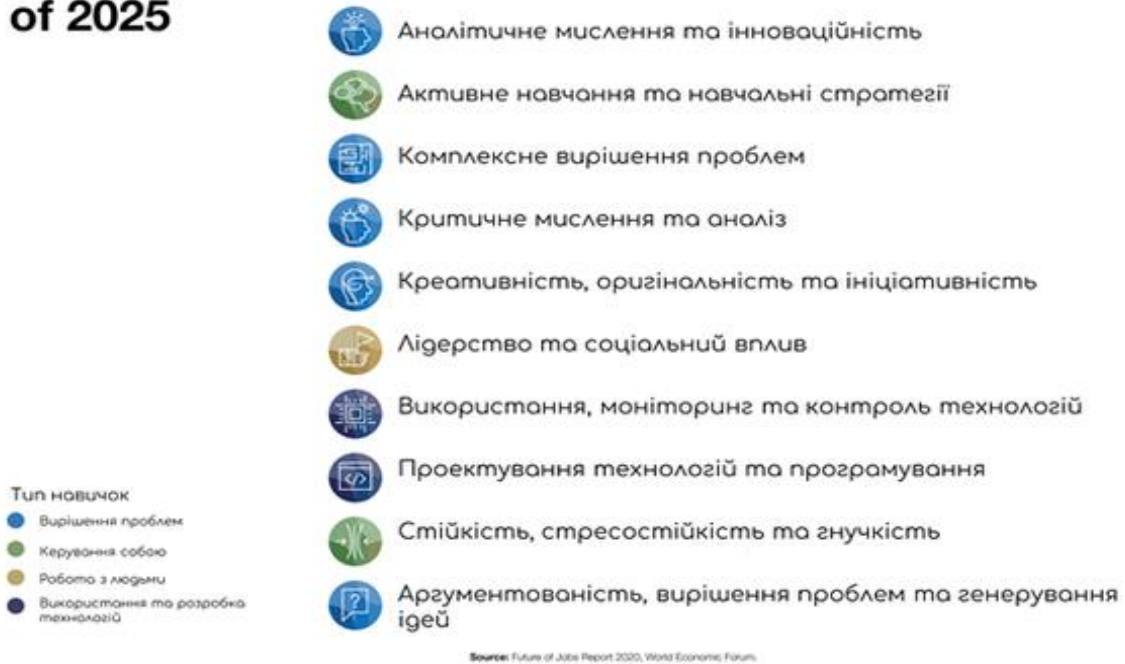 of 2025
Аналітичне мислення та інноваційність
Активне навчання та навчальні стратегії
Комплексне вирішення проблем
Критичне мислення та аналіз
Креативність, оригінальність та ініціативність
Лідерство та соціальний вплив
Використання, моніторинг та контроль технологій
Проектування технологій та програмування
Стійкість, стресостійкість та гнучкість
Аргументованість, вирішення проблем та генерування
ідей
Тип навичок
Вирішення проблем
Керування собою
Робота з людьми
Використання та розробка
технологій
Source: Future of Jobs Report 2020, World Economic Forum.